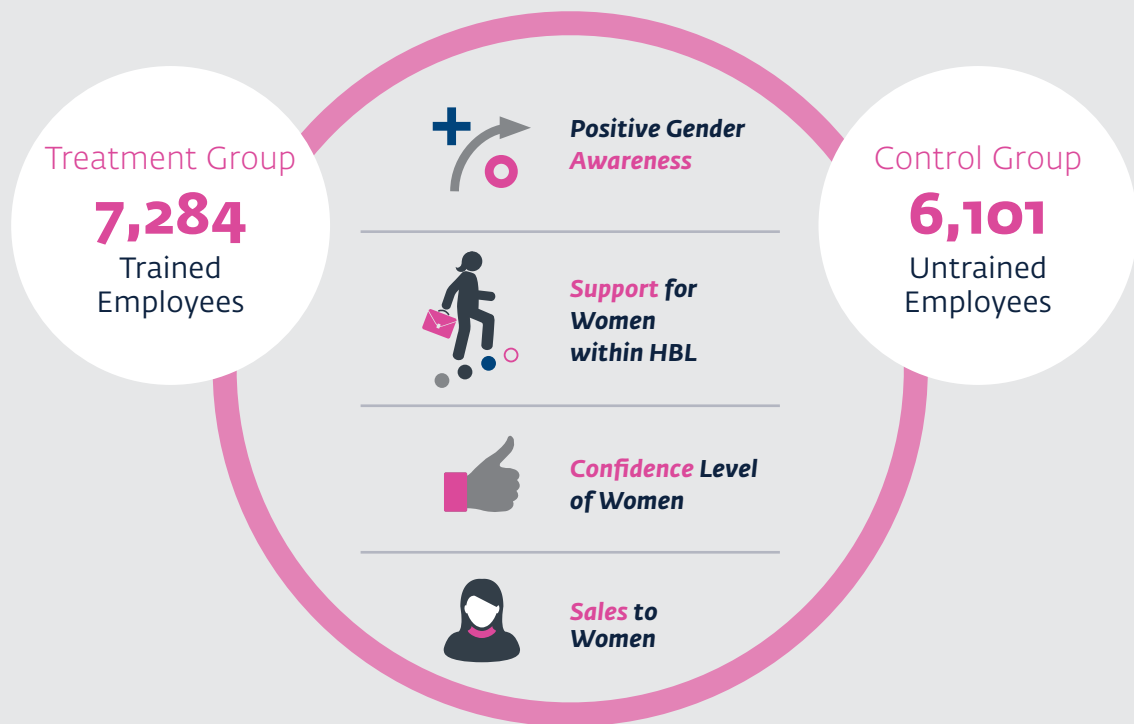 Treatment Group
7,284
Trained
Employees
Positive Gender
Awareness
Support for
Women
within HBL
Confidence Level
of Women
Sales to
Women
Control Group
6,101
Untrained
Employees